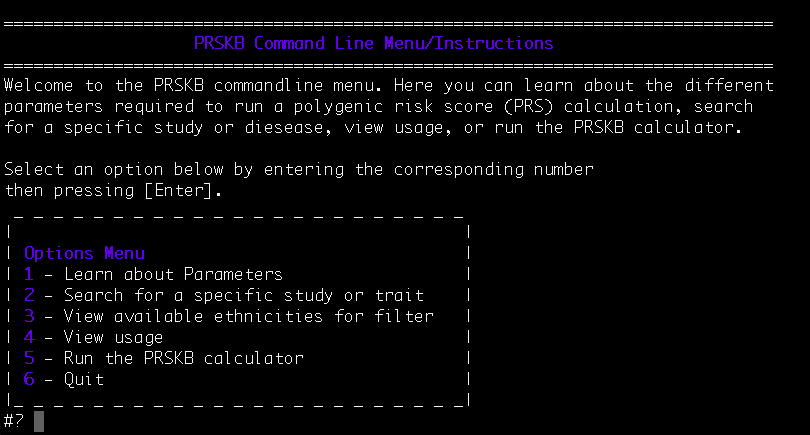 =============================================================================
PRSKB Command Line Menu/Instructions
=============================================================================
Welcome to the PRSKB commandline menu. Here you can learn about the different
parameters required to run a polygenic risk score (PRS) calculation, search
for a specific study or diesease, view usage, or run the PRSKB calculator.
Select an option below by entering the corresponding number
then pressing [Enter].
_ _ _ _ _ _ _ _ _ _ _ _ _ _ _ _ _ _ _ _ _ _ _
| |
| Options Menu |
| 1 - Learn about Parameters |
| 2 - Search for a specific study or trait |
| 3 - View available ethnicities for filter |
| 4 - View usage |
| 5 - Run the PRSKB calculator |
| 6 - Quit |
|_ _ _ _ _ _ _ _ _ _ _ _ _ _ _ _ _ _ _ _ _ _ _|
#?